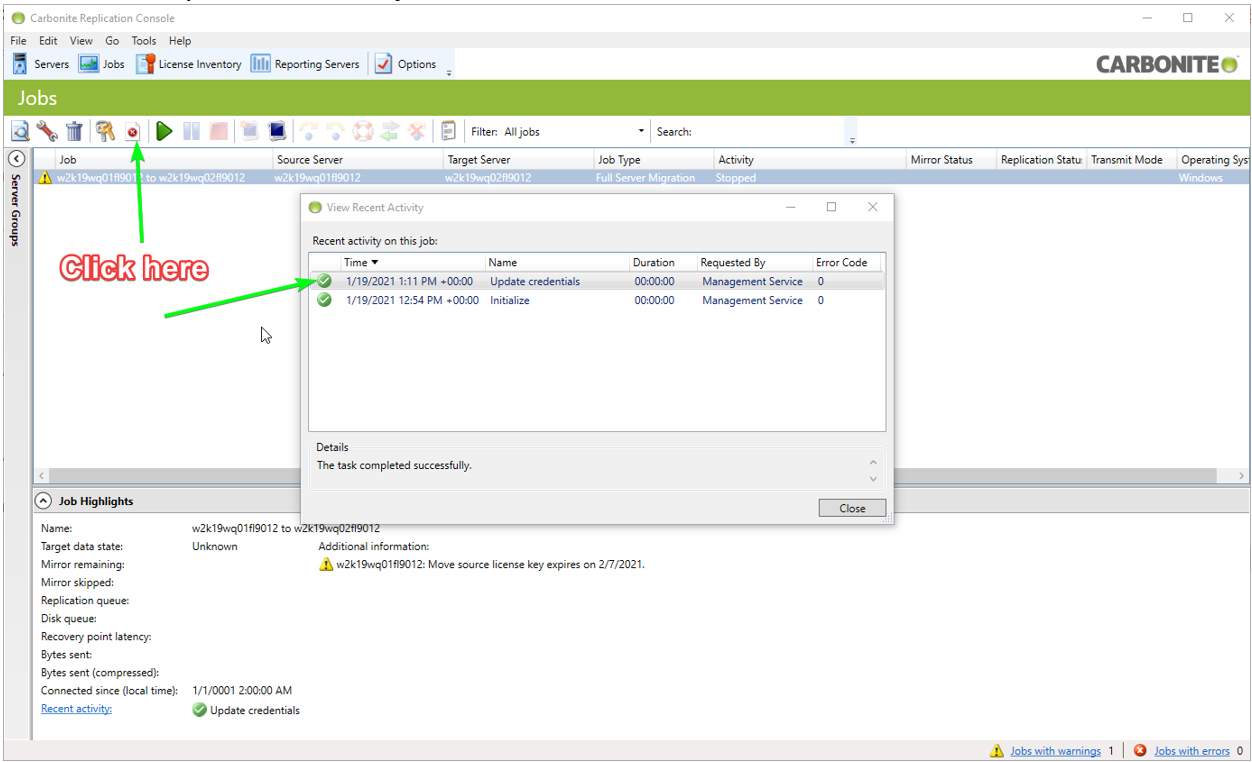 Carbonite Replication Console
File Edit View Go Tools Help
Servers Jobs License Inventory Reporting Servers Options
CARBONITE
Jobs
Filter: All jobs Search:
Job Source Server Target Server Job Type Activity Mirror Status Replication Statu Transmit Mode Operating Syst
w2k19wq01fl9012 to w2k19wq02fl9012 w2k19wq01fl9012 w2k19wq02fl9012 Full Server Migration Stopped Windows
Server Groups
Click here
View Recent Activity
Recent activity on this job:
Time Name Duration Requested By Error Code
1/19/2021 1:11 PM +00:00 Update credentials 00:00:00 Management Service 0
1/19/2021 12:54 PM +00:00 Initialize 00:00:00 Management Service 0
Details
The task completed successfully.
Close
Job Highlights
Name: w2k19wq01fl9012 to w2k19wq02fl9012
Target data state: Unknown Additional information:
Mirror remaining: w2k19wq01fl9012: Move source license key expires on 2/7/2021.
Mirror skipped:
Replication queue:
Disk queue:
Recovery point latency:
Bytes sent:
Bytes sent (compressed):
Connected since (local time): 1/1/0001 2:00:00 AM
Recent activity: Update credentials
Jobs with warnings 1 Jobs with errors 0